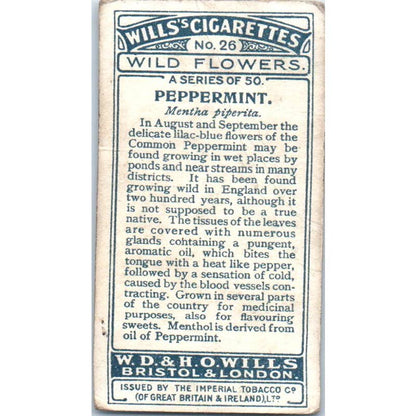 WILLS'S CIGARETTES
No. 26
WILD FLOWERS.
A SERIES OF 50.
PEPPERMINT.
Mentha piperita.
In August and September the
delicate lilac-blue flowers of the
Common Peppermint may be
found growing in wet places by
ponds and near streams in many
districts. It has been found
growing wild in England over
two hundred years, although it
is not supposed to be a true
native. The tissues of the leaves
are covered with numerous
glands containing a pungent,
aromatic oil, which bites the
tongue with a heat like pepper,
followed by a sensation of cold,
caused by the blood vessels con-
tracting. Grown in several parts
of the country for medicinal
purposes, also for flavouring
sweets. Menthol is derived from
oil of Peppermint.
W. D. & H. O. WILLS
BRISTOL & LONDON.
ISSUED BY THE IMPERIAL TOBACCO Co
(OF GREAT BRITAIN & IRELAND), LTD